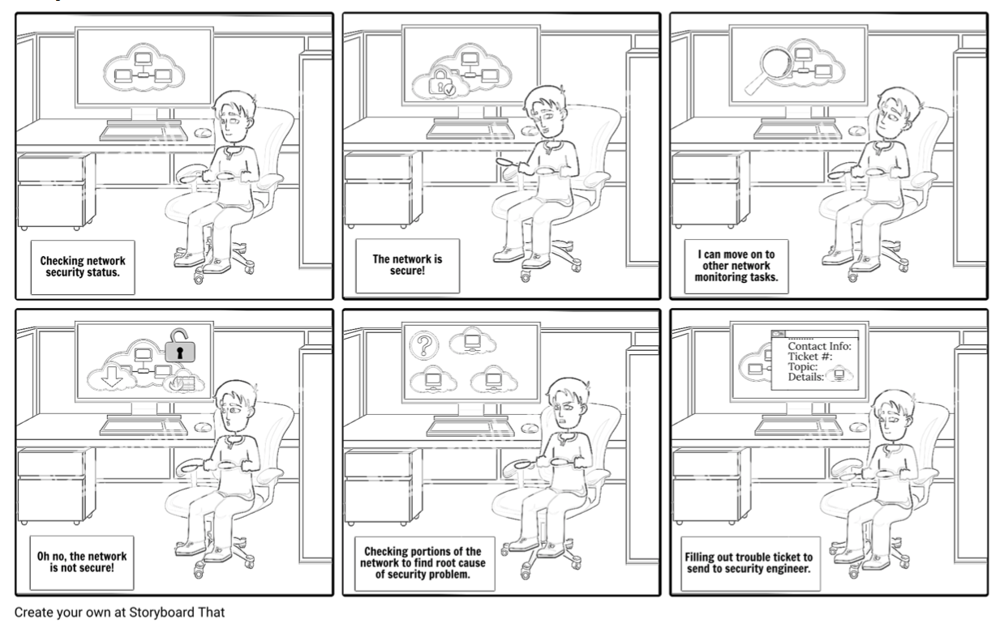 Checking network
security status.
The network is
secure!
I can move on to
other network
monitoring tasks.
Oh no, the network
is not secure!
?
Checking portions of the
network to find root cause
of security problem.
Contact Info:
Ticket #:
Topic:
Details:
Filling out trouble ticket to
send to security engineer.
Create your own at Storyboard That